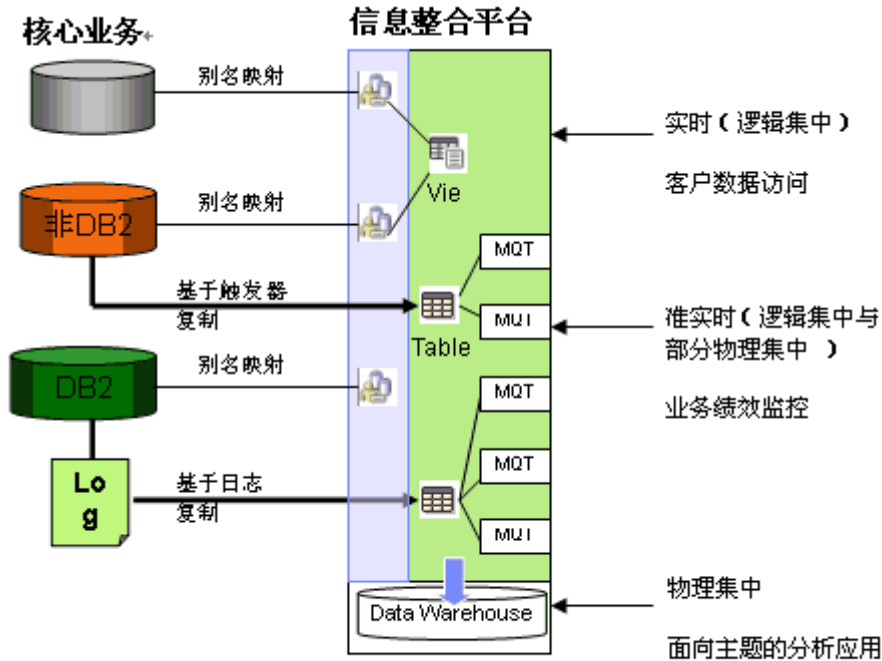 核心业务
信息整合平台
别名映射
实时（逻辑集中）
客户数据访问
Vie
别名映射
非DB2
MQT
基于触发器
复制
MQT
准实时（逻辑集中与
部分物理集中 ）
Table
别名映射
DB2
MQT
业务绩效监控
MQT
Lo
g
基于日志
复制
MQT
物理集中
Data Warehouse
面向主题的分析应用